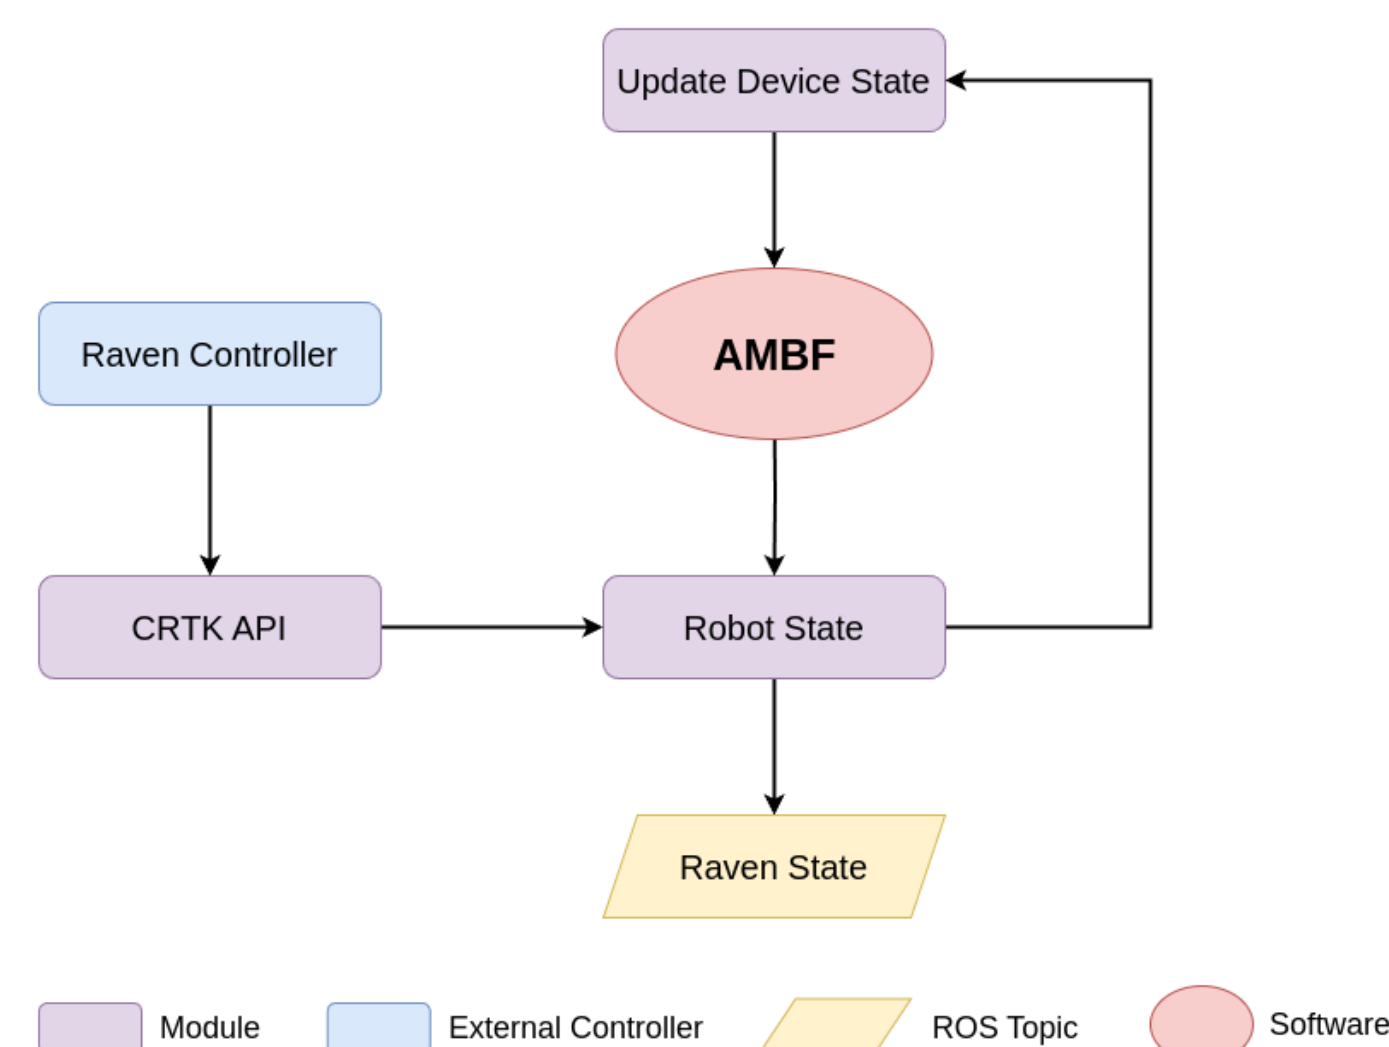 Update Device State
Raven Controller
AMBF
CRTK API
Robot State
Raven State
Module
External Controller
ROS Topic
Software